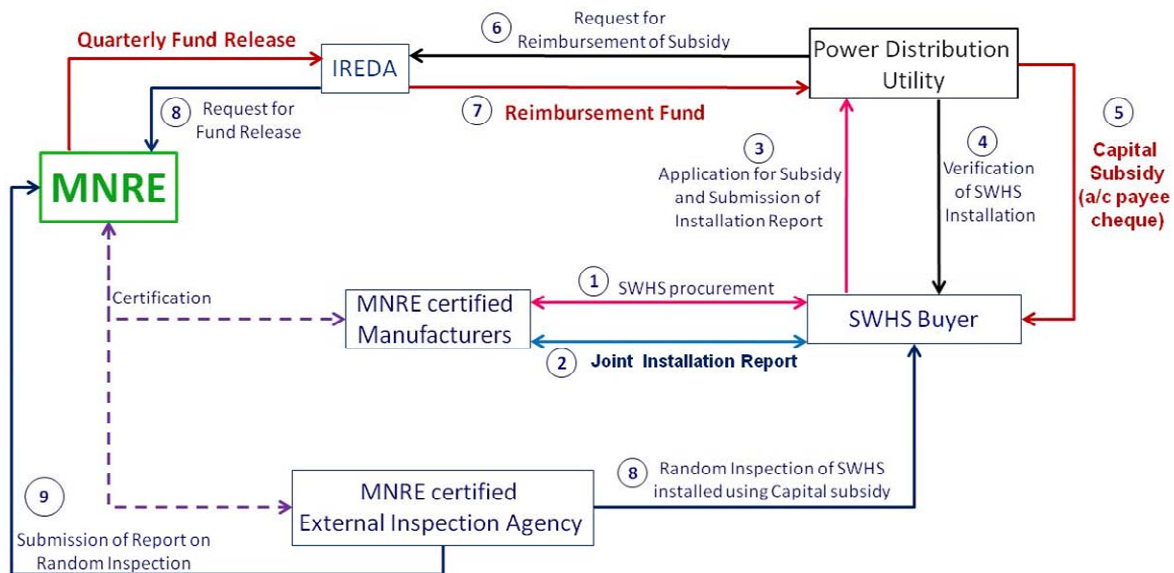 6
Request for
Reimbursement of Subsidy
Quarterly Fund Release
IREDA
Power Distribution
Utility
8
Request for
Fund Release
7
Reimbursement Fund
MNRE
3
Application for Subsidy
and Submission of
Installation Report
4
Verification
of SWHS
Installation
5
Capital
Subsidy
(a/c payee
cheque)
Certification
MNRE certified
Manufacturers
1
SWHS procurement
2
Joint Installation Report
SWHS Buyer
9
Submission of Report on
Random Inspection
MNRE certified
External Inspection Agency
8
Random Inspection of SWHS
installed using Capital subsidy